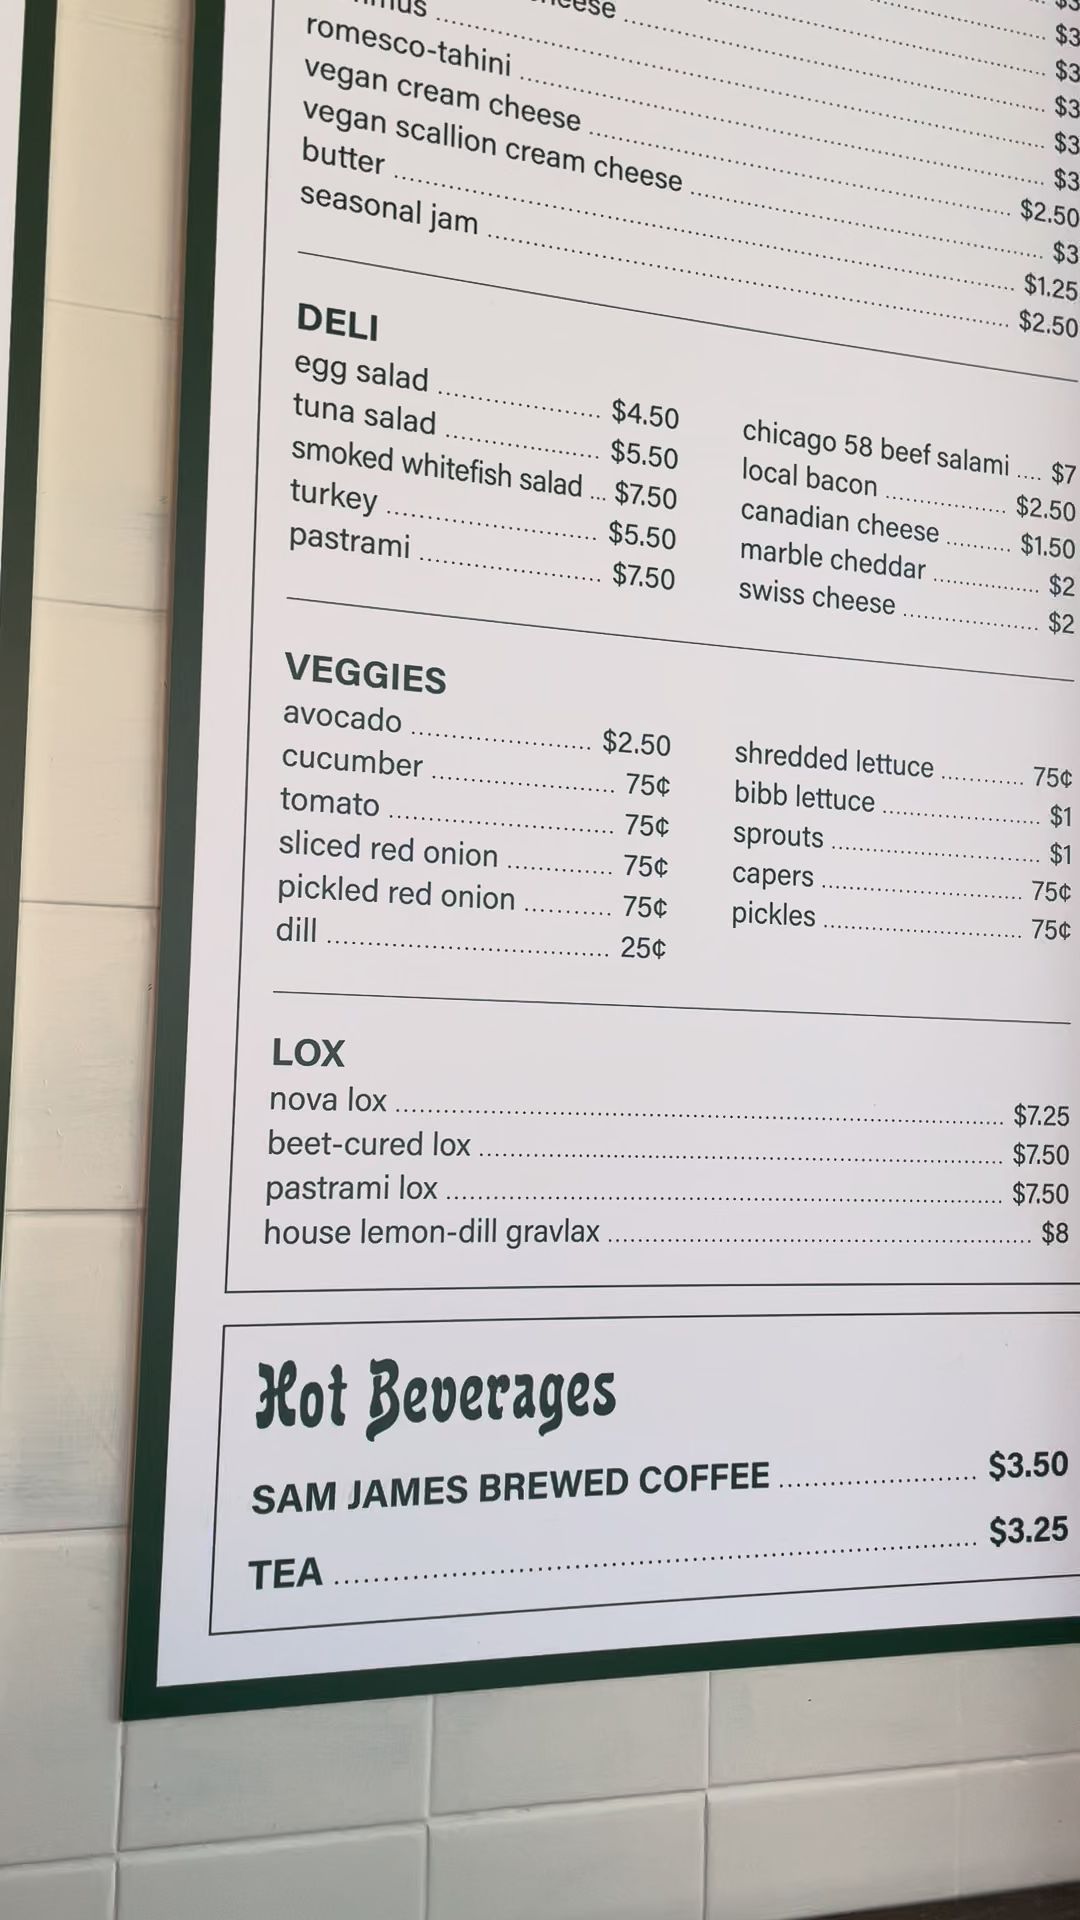 $3
$3
cheese $3
mus $3
romesco-tahini $3
vegan cream cheese $2.50
vegan scallion cream cheese $3
butter $1.25
seasonal jam $2.50
DELI
egg salad $4.50
tuna salad $5.50
smoked whitefish salad $7.50
turkey $5.50
pastrami $7.50
chicago 58 beef salami $7
local bacon $2.50
canadian cheese $1.50
marble cheddar $2
swiss cheese $2
VEGGIES
avocado $2.50
cucumber 75¢
tomato 75¢
sliced red onion 75¢
pickled red onion 75¢
dill 25¢
shredded lettuce 75¢
bibb lettuce $1
sprouts $1
capers 75¢
pickles 75¢
LOX
nova lox $7.25
beet-cured lox $7.50
pastrami lox $7.50
house lemon-dill gravlax $8
Hot Beverages
SAM JAMES BREWED COFFEE $3.50
TEA $3.25